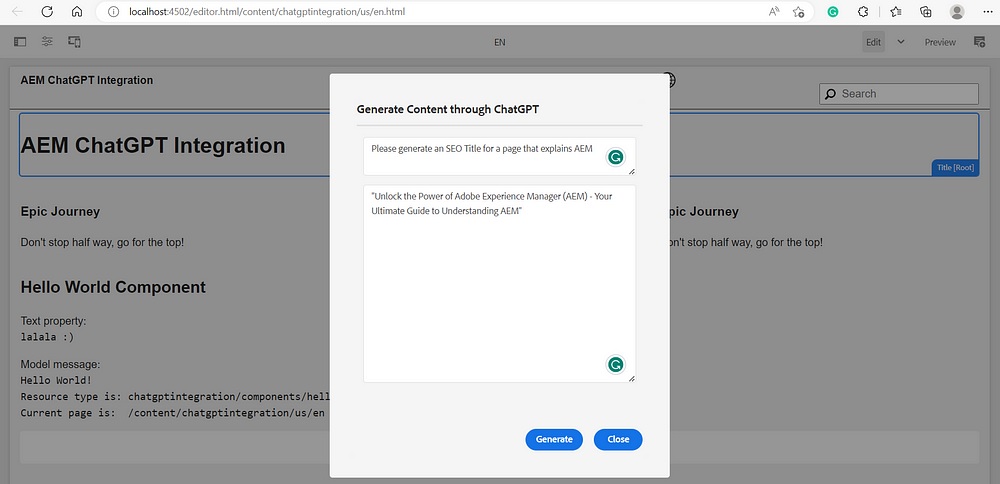 localhost:4502/editor.html/content/chatgptintegration/us/en.html
EN
Edit
Preview
AEM ChatGPT Integration
Search
AEM ChatGPT Integration
Title [Root]
Generate Content through ChatGPT
Please generate an SEO Title for a page that explains AEM
"Unlock the Power of Adobe Experience Manager (AEM) - Your
Ultimate Guide to Understanding AEM"
Generate
Close
Epic Journey
Don't stop half way, go for the top!
pic Journey
n't stop half way, go for the top!
Hello World Component
Text property:
lalala :)
Model message:
Hello World!
Resource type is: chatgptintegration/components/hell
Current page is:  /content/chatgptintegration/us/en